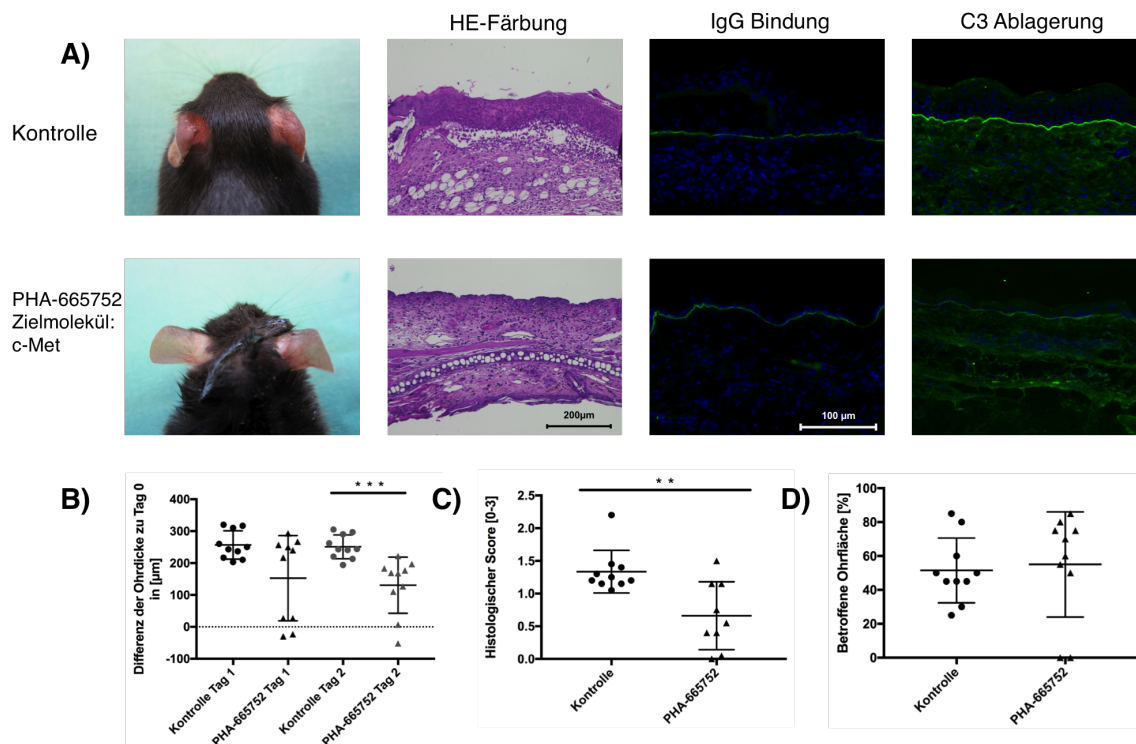 HE-Färbung
IgG Bindung
C3 Ablagerung
A)
Kontrolle
PHA-665752
Zielmolekül:
c-Met
200µm
100 µm
B)
Differenz der Ohrdicke zu Tag 0
in [µm]
400
300
200
100
0
-100
* * *
Kontrolle Tag 1
PHA-665752 Tag 1
Kontrolle Tag 2
PHA-665752 Tag 2
C)
Histologischer Score [0-3]
2.5
2.0
1.5
1.0
0.5
0.0
* *
Kontrolle
PHA-665752
D)
Betroffene Ohrfläche [%]
100
80
60
40
20
0
Kontrolle
PHA-665752